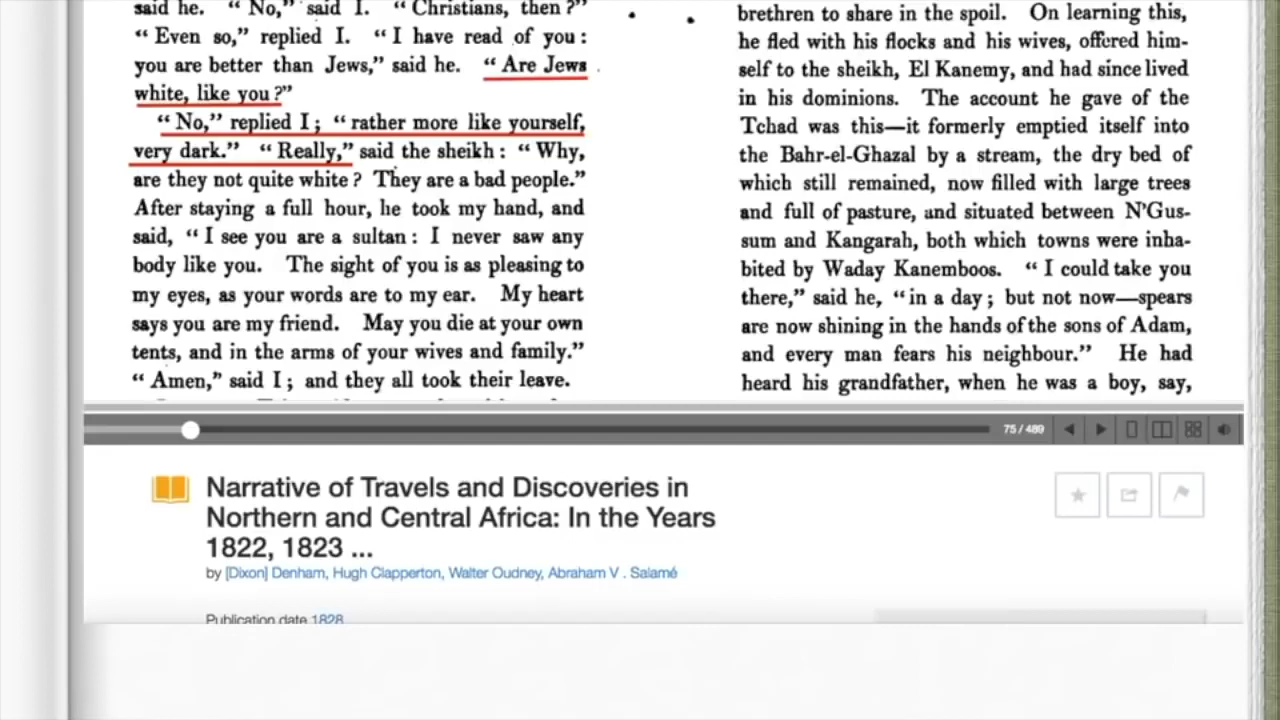 said he. “ No,” said I. “ Christians, then ?”
“ Even so,” replied I. “ I have read of you :
you are better than Jews,” said he. “ Are Jews
white, like you ?”
“ No,” replied I ; “ rather more like yourself,
very dark.” “ Really,” said the sheikh : “ Why,
are they not quite white ? They are a bad people.”
After staying a full hour, he took my hand, and
said, “ I see you are a sultan : I never saw any
body like you. The sight of you is as pleasing to
my eyes, as your words are to my ear. My heart
says you are my friend. May you die at your own
tents, and in the arms of your wives and family.”
“ Amen,” said I ; and they all took their leave.
brethren to share in the spoil. On learning this,
he fled with his flocks and his wives, offered him-
self to the sheikh, El Kanemy, and had since lived
in his dominions. The account he gave of the
Tchad was this—it formerly emptied itself into
the Bahr-el-Ghazal by a stream, the dry bed of
which still remained, now filled with large trees
and full of pasture, and situated between N’Gus-
sum and Kangarah, both which towns were inha-
bited by Waday Kanemboos. “ I could take you
there,” said he, “ in a day ; but not now—spears
are now shining in the hands of the sons of Adam,
and every man fears his neighbour.” He had
heard his grandfather, when he was a boy, say,
75 / 489
Narrative of Travels and Discoveries in
Northern and Central Africa: In the Years
1822, 1823 ...
by [Dixon] Denham, Hugh Clapperton, Walter Oudney, Abraham V . Salamé
Publication date 1828